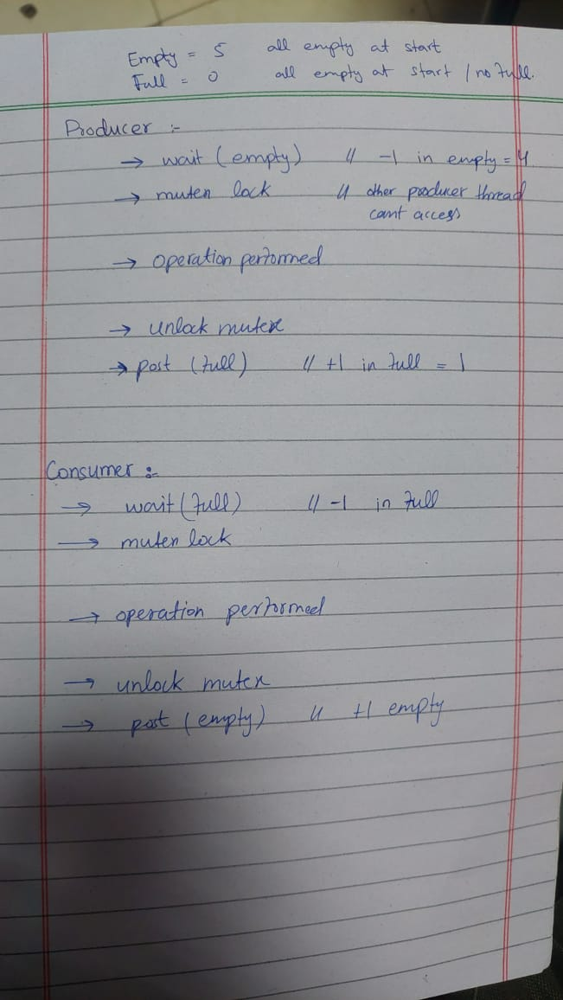 Empty = 5 all empty at start
Full = 0 all empty at start / no full.
Producer :-
→ wait (empty) // -1 in empty = 4
→ mutex lock // other producer thread
cant access
→ operation performed
→ unlock mutex
→ post (full) // +1 in full = 1
Consumer :-
→ wait (full) // -1 in full
→ mutex lock
→ operation performed
→ unlock mutex
→ post (empty) // +1 empty